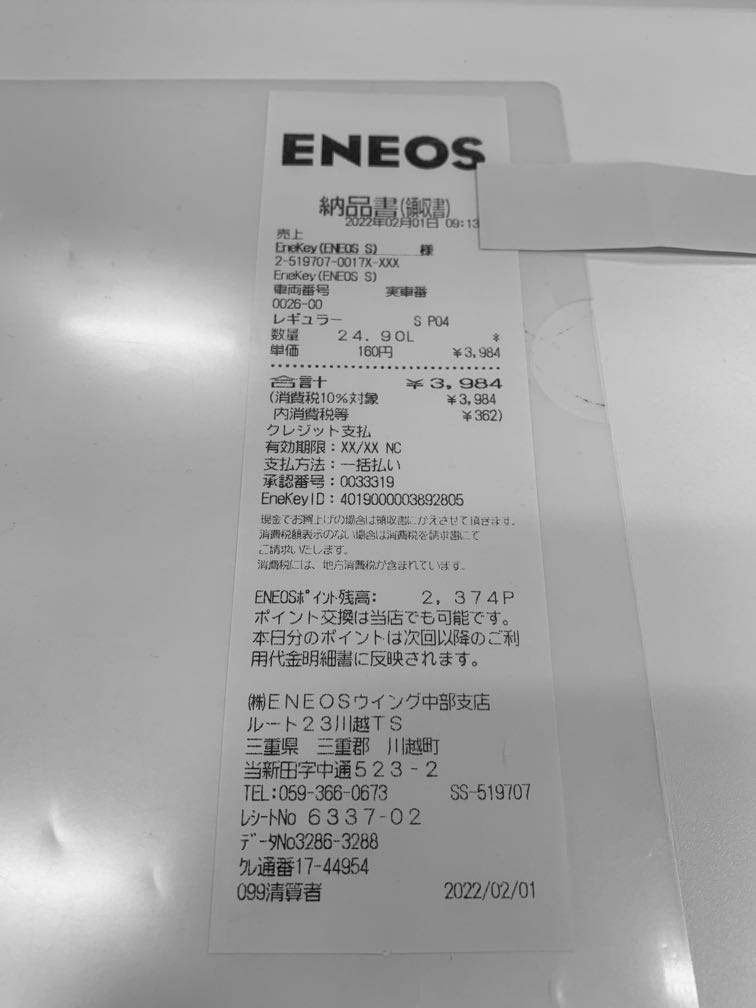 ENEOS
納品書(領収書)
2022年02月01日 09:13
売上
EneKey(ENEOS S) 様
2-519707-0017X-XXX
EneKey(ENEOS S)
車両番号 実車番
0026-00
レギュラー S P04
数量 24.90L *
単価 160円 ¥3,984
合計 ¥3,984
(消費税10%対象 ¥3,984
内消費税等 ¥362)
クレジット支払
有効期限:XX/XX NC
支払方法:一括払い
承認番号:0033319
EneKeyID:4019000003892805
現金でお買上げの場合は領収書にかえさせて頂きます。
消費税額表示のない場合は消費税を請求書にて
ご請求いたします。
消費税には、地方消費税が含まれています。
ENEOSポイント残高: 2,374P
ポイント交換は当店でも可能です。
本日分のポイントは次回以降のご利
用代金明細書に反映されます。
(株)ENEOSウイング中部支店
ルート23川越TS
三重県 三重郡 川越町
当新田字中通523-2
TEL:059-366-0673 SS-519707
レシートNo 6337-02
データNo3286-3288
クレ通番17-44954
099清算者 2022/02/01